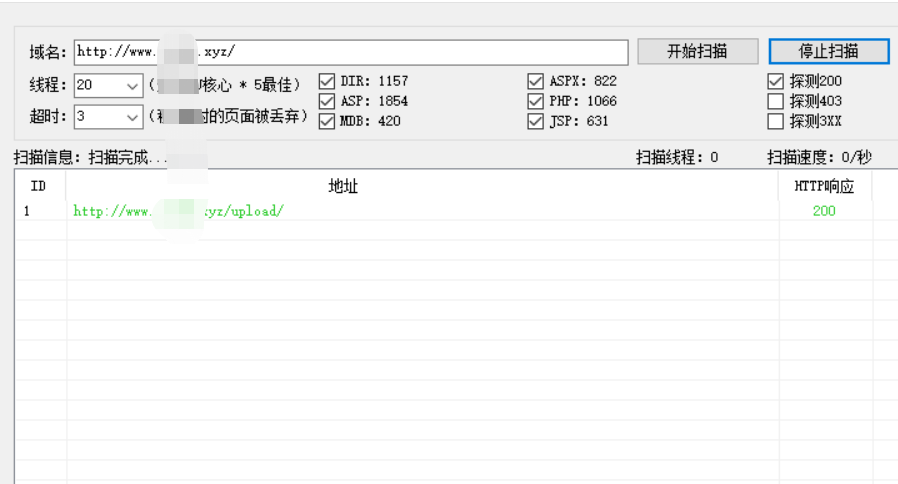 域名: http://www. .xyz/ 开始扫描 停止扫描
线程: 20 ( 核心 * 5最佳) DIR: 1157 ASPX: 822 探测200
ASP: 1854 PHP: 1066 探测403
超时: 3 ( 时的页面被丢弃) MDB: 420 JSP: 631 探测3XX
扫描信息: 扫描完成... 扫描线程: 0 扫描速度: 0/秒
ID 地址 HTTP响应
1 http://www. xyz/upload/ 200